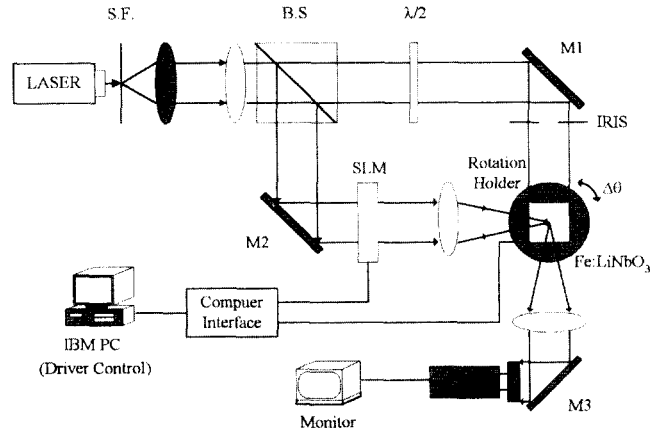 S.F.
B.S
λ/2
M1
LASER
IRIS
Rotation
Holder
Δθ
SLM
M2
Fe:LiNbO₃
Compuer
Interface
IBM PC
(Driver Control)
Monitor
M3